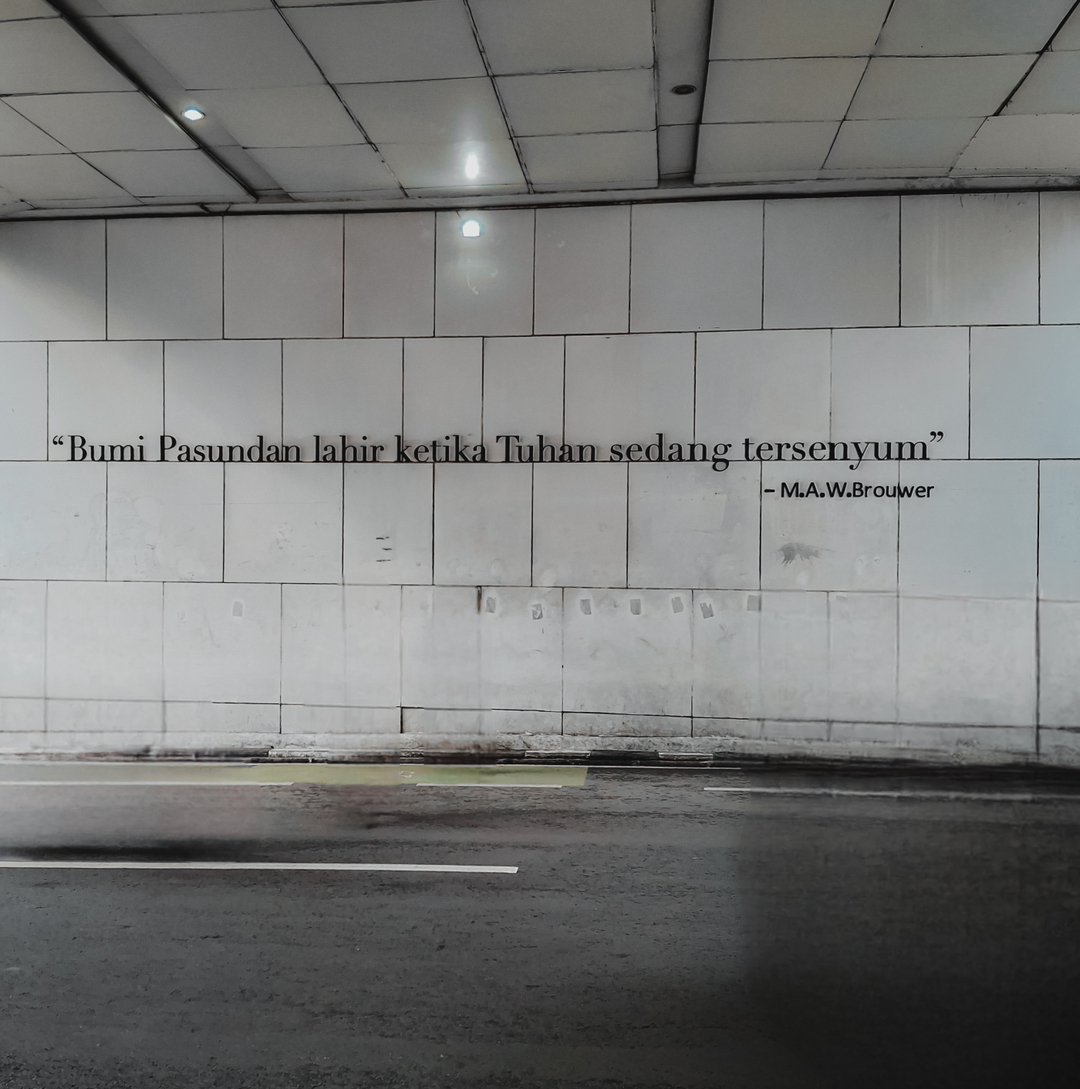 “Bumi Pasundan lahir ketika Tuhan sedang tersenyum”
– M.A.W.Brouwer